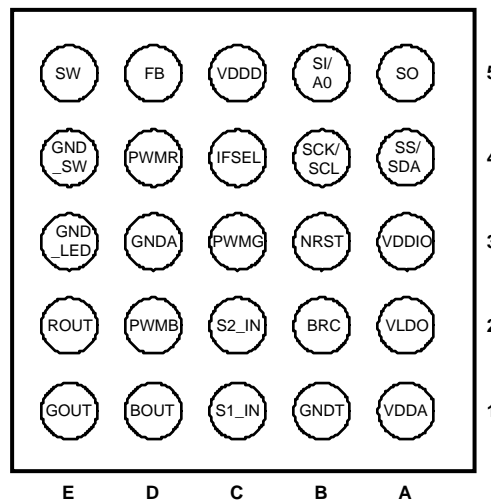 SW FB VDDD SI/ A0 SO 5
GND _SW PWMR IFSEL SCK/ SCL SS/ SDA 4
GND _LED GNDA PWMG NRST VDDIO 3
ROUT PWMB S2_IN BRC VLDO 2
GOUT BOUT S1_IN GNDT VDDA 1
E D C B A